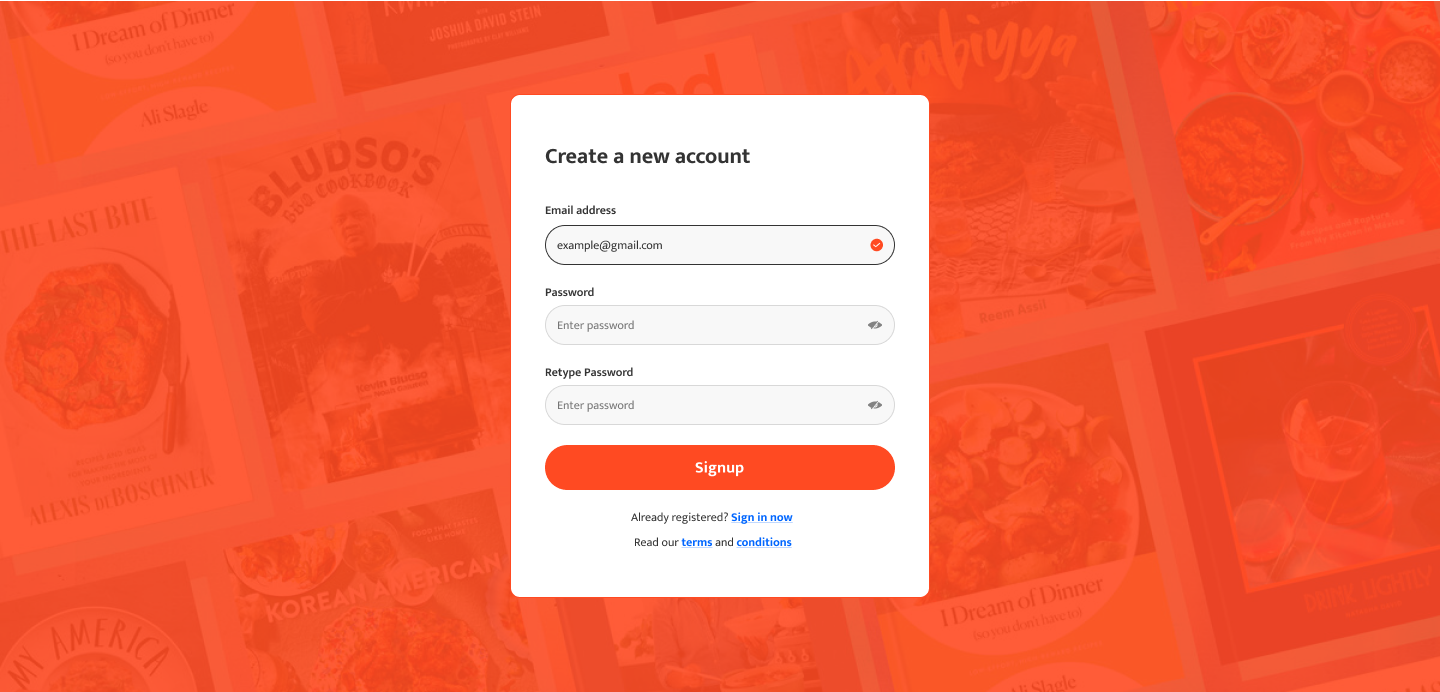 I Dream of Dinner
(so you don't have to)
Ali Slagle
JOSHUA DAVID STEIN
THE LAST BITE
ALEXIS deBOSCHNEK
BLUDSO'S
BBQ COOKBOOK
Kevin Bludso
Reem Assil
Create a new account
Email address
example@gmail.com
Password
Enter password
Retype Password
Enter password
Signup
Already registered? Sign in now
Read our terms and conditions
MY AMERICA
KOREAN AMERICAN
I Dream of Dinner
(so you don't have to)
Ali Slagle
DRINK LIGHTLY